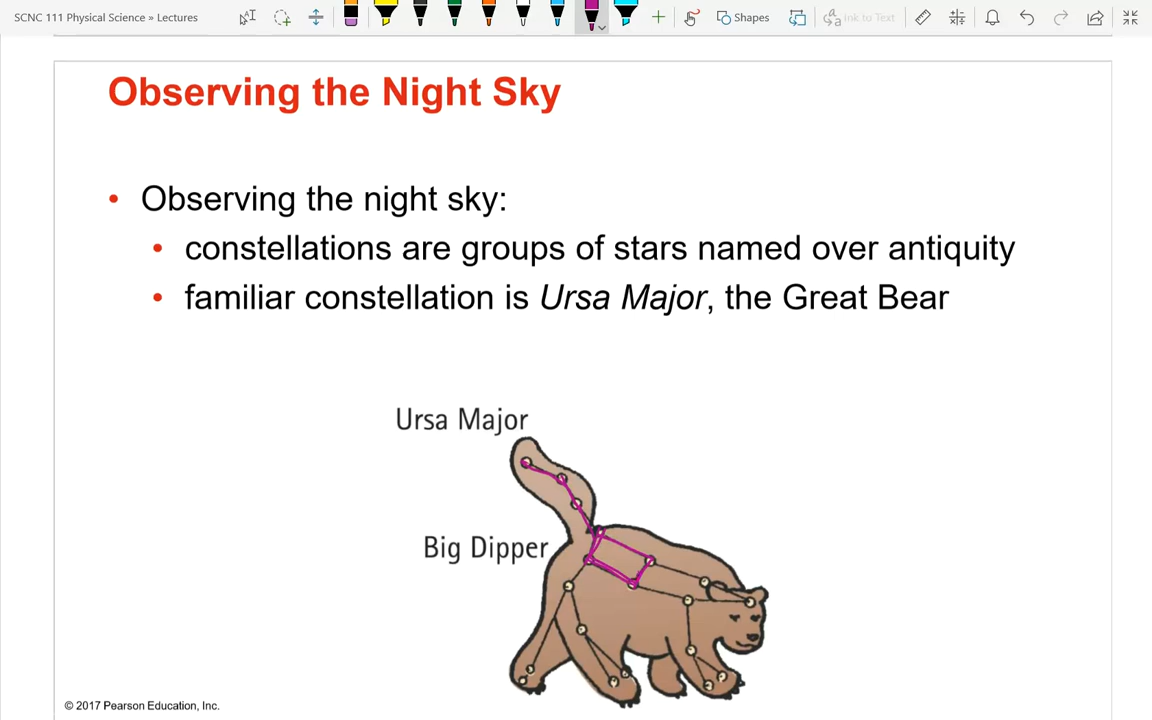 SCNC 111 Physical Science » Lectures
Shapes
Ink to Text
Observing the Night Sky
• Observing the night sky:
• constellations are groups of stars named over antiquity
• familiar constellation is Ursa Major, the Great Bear
Ursa Major
Big Dipper
© 2017 Pearson Education, Inc.